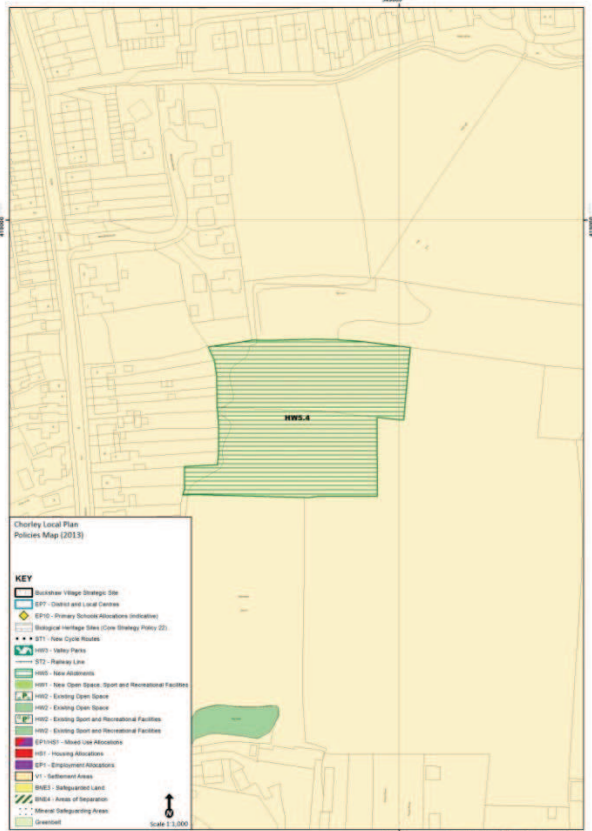 HW5.4
Chorley Local Plan
Policies Map (2013)
KEY
Buckshaw Village Strategic Site
EP7 - District and Local Centres
EP10 - Primary Schools Allocations (Indicative)
Biological Heritage Sites (Core Strategy Policy 22)
ST1 - New Cycle Routes
HW3 - Valley Parks
ST2 - Railway Line
HW5 - New Allotments
HW1 - New Open Space, Sport and Recreational Facilities
P
HW2 - Existing Open Space
HW2 - Existing Open Space
"P"
HW2 - Existing Sport and Recreational Facilities
HW2 - Existing Sport and Recreational Facilities
EP1/HS1 - Mixed Use Allocations
HS1 - Housing Allocations
EP1 - Employment Allocations
V1 - Settlement Areas
BNE3 - Safeguarded Land
BNE4 - Areas of Separation
Mineral Safeguarding Areas
Greenbelt
N
Scale 1:1,000